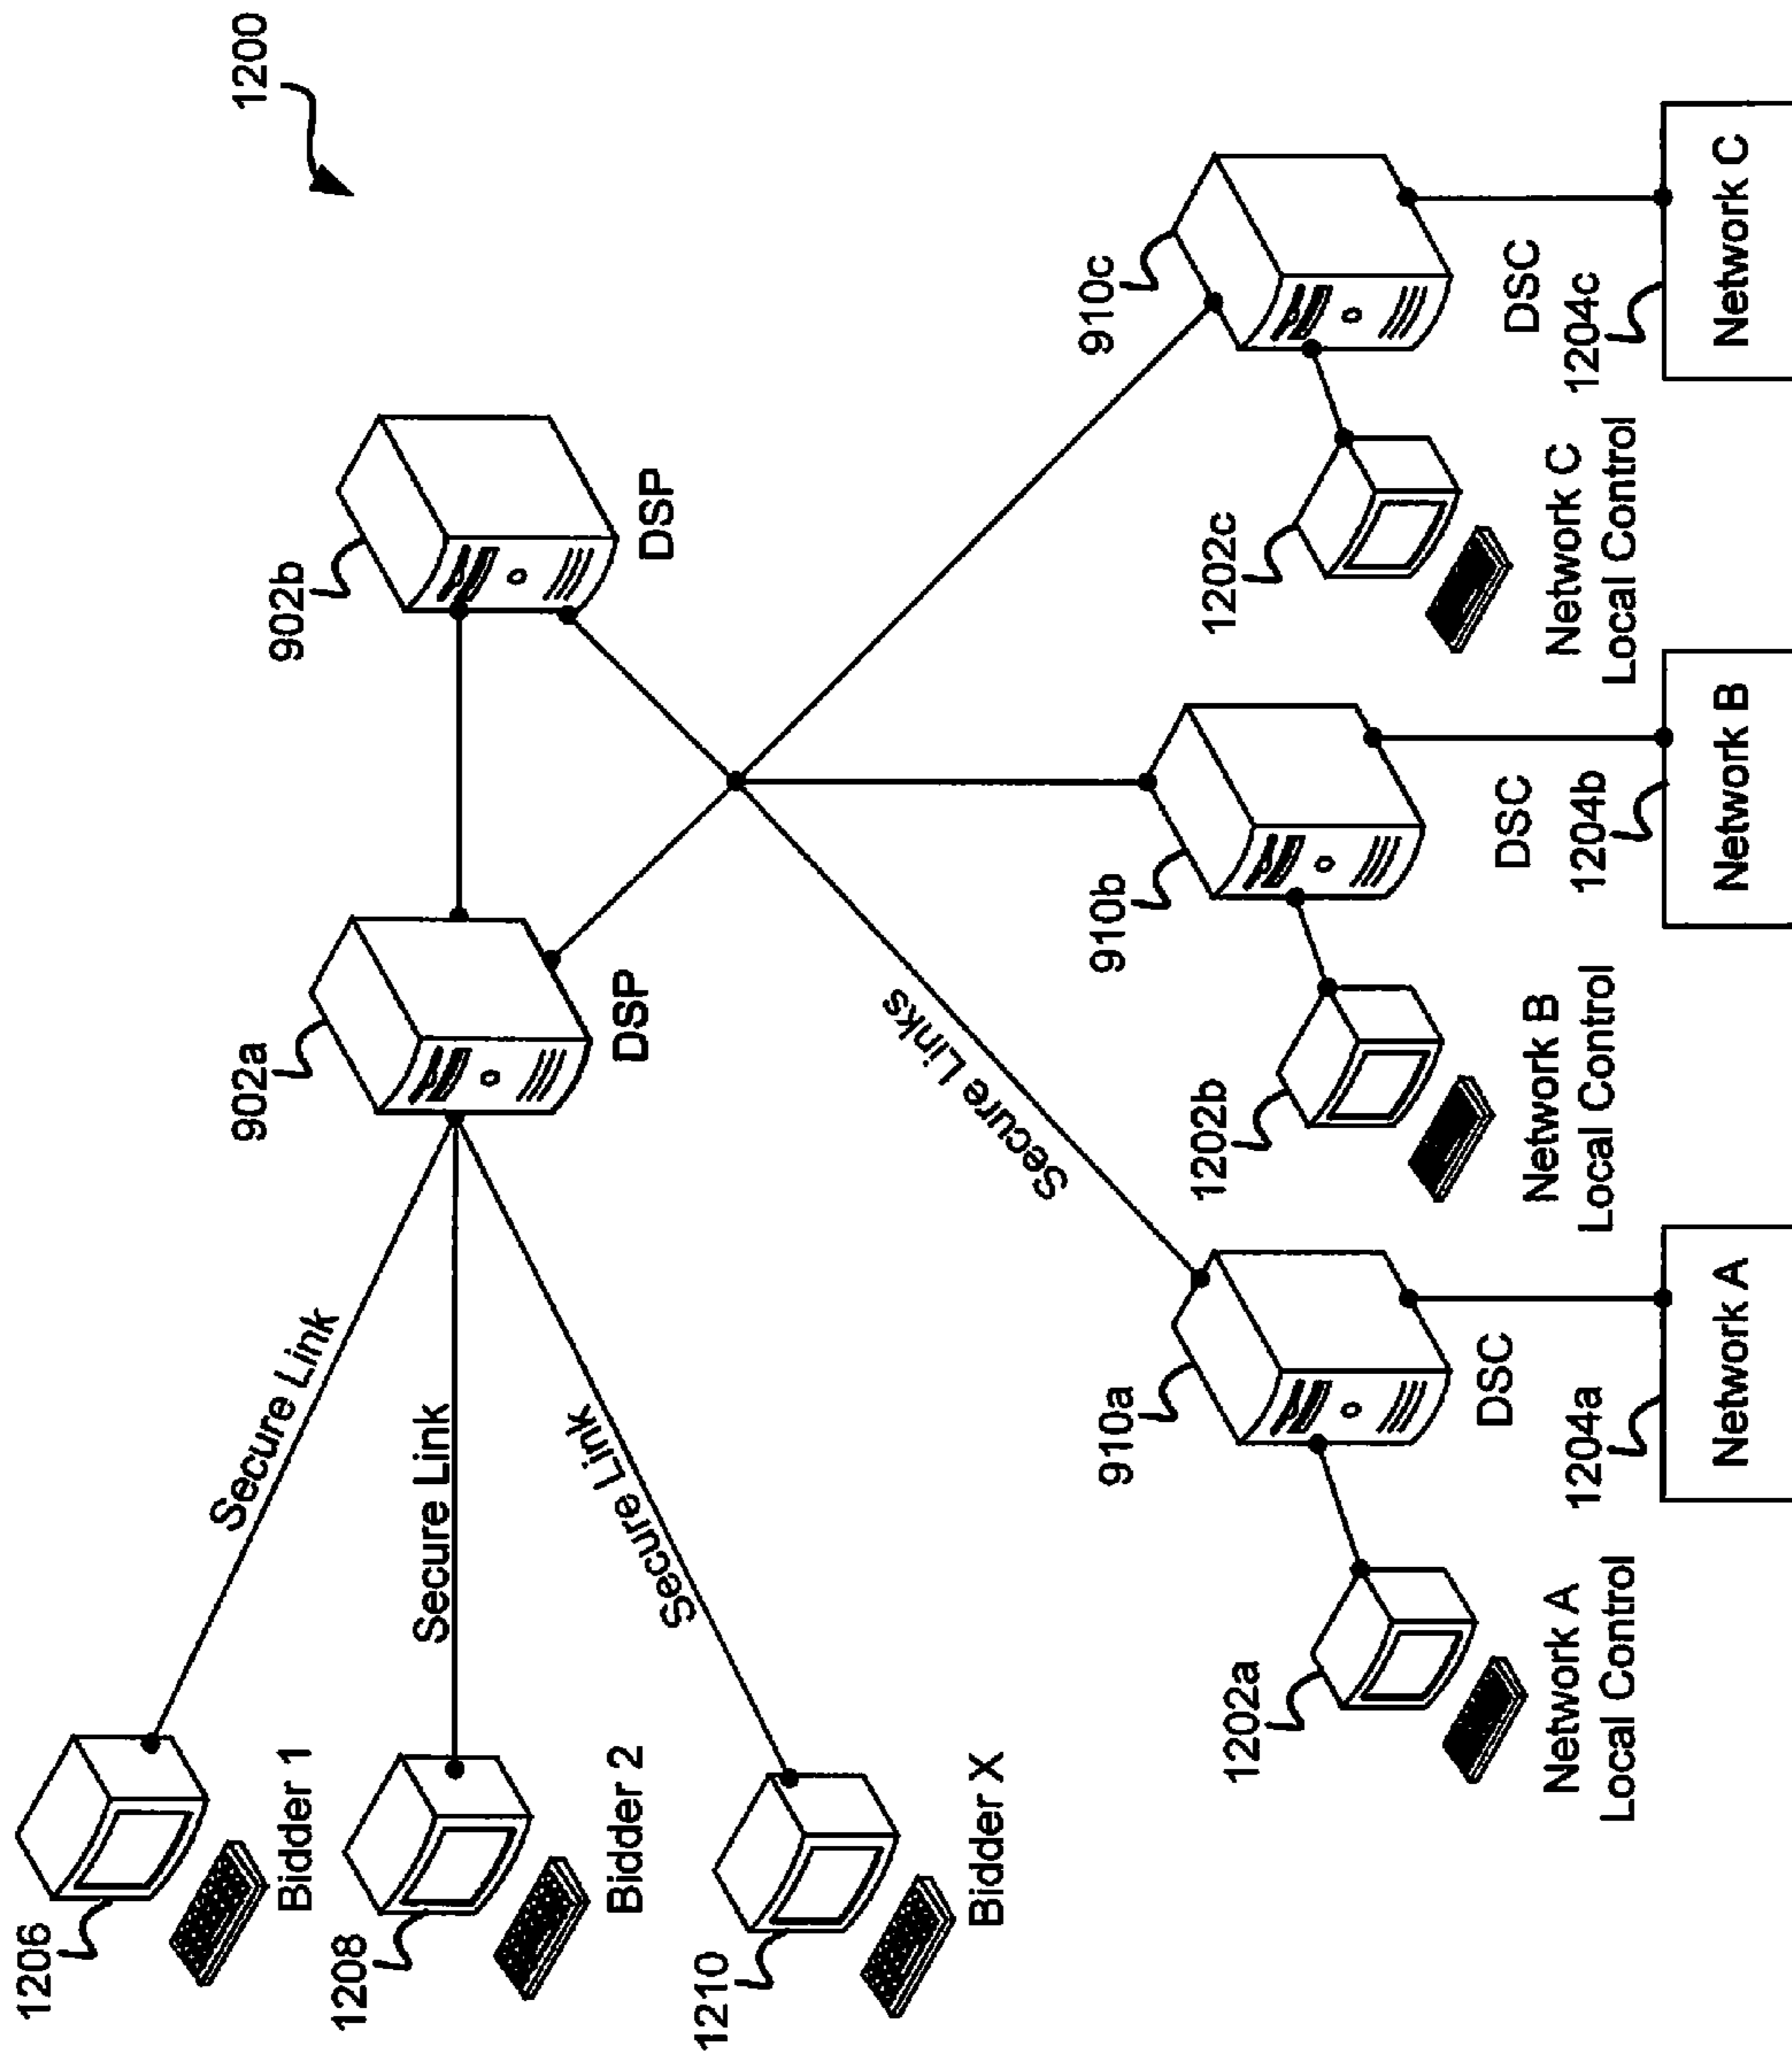 1200
1206
Bidder 1
Secure Link
1208
Bidder 2
Secure Link
1210
Bidder X
Secure Link
902a
DSP
902b
DSP
Secure Links
1202a
Network A
Local Control
910a
DSC
1204a
Network A
1202b
Network B
Local Control
910b
DSC
1204b
Network B
1202c
Network C
Local Control
910c
DSC
1204c
Network C